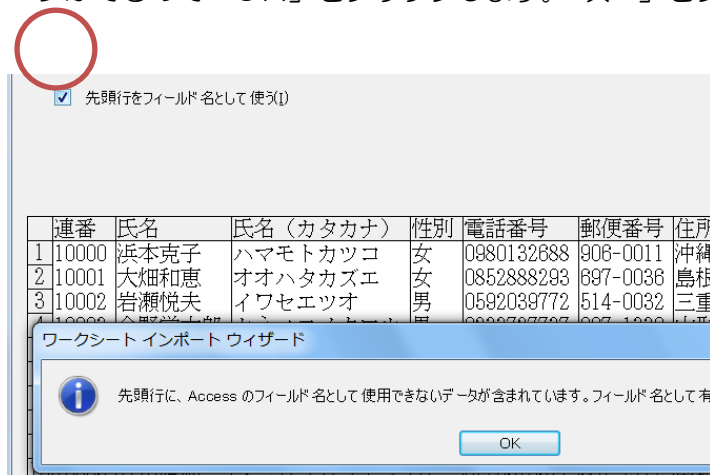 先頭行をフィールド名として使う(I)
連番 氏名 氏名（カタカナ） 性別 電話番号 郵便番号 住所
1 10000 浜本克子 ハマモトカツコ 女 0980132688 906-0011 沖縄
2 10001 大畑和恵 オオハタカズエ 女 0852888293 697-0036 島根
3 10002 岩瀬悦夫 イワセエツオ 男 0592039772 514-0032 三重
ワークシート インポート ウィザード
先頭行に、Access のフィールド名として使用できないデータが含まれています。フィールド名として有
OK